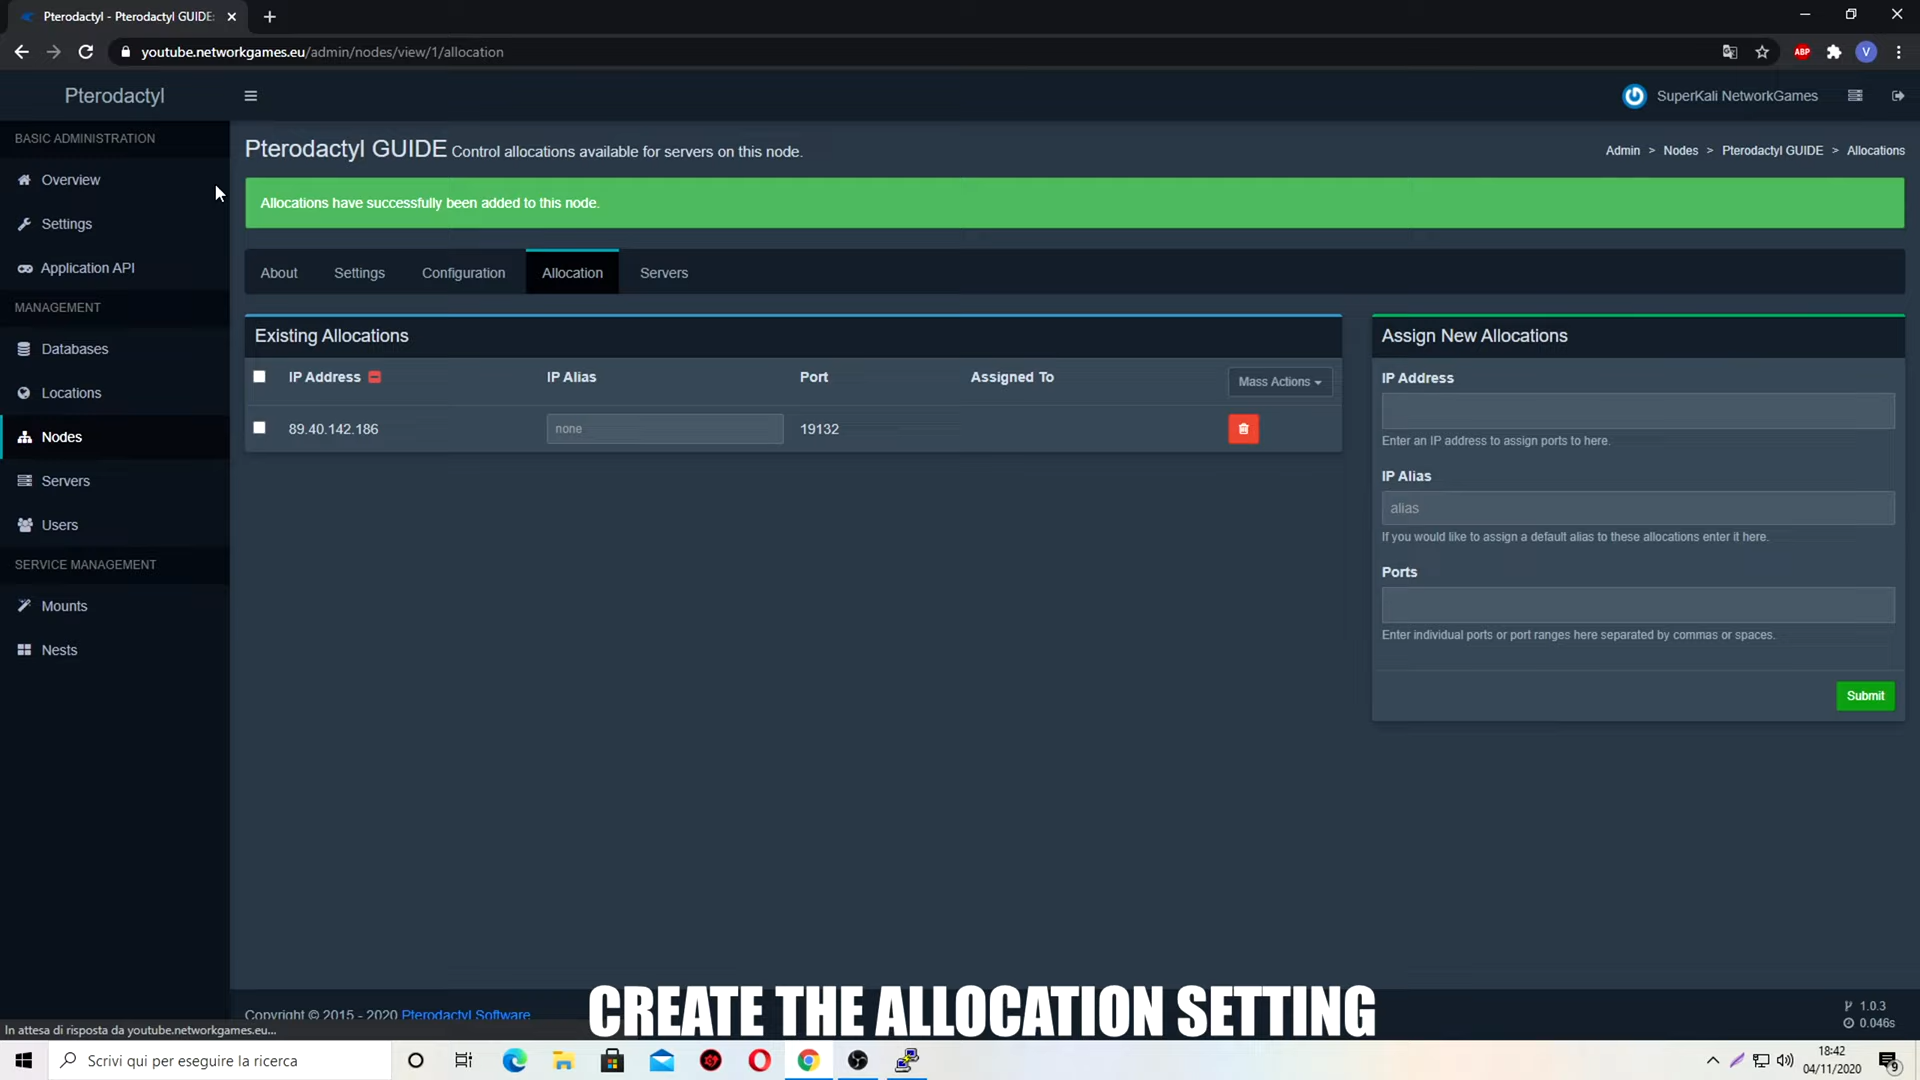 Pterodactyl - Pterodactyl GUIDE:
youtube.networkgames.eu/admin/nodes/view/1/allocation
ABP
V
Pterodactyl
SuperKali NetworkGames
BASIC ADMINISTRATION
Overview
Settings
Application API
MANAGEMENT
Databases
Locations
Nodes
Servers
Users
SERVICE MANAGEMENT
Mounts
Nests
Pterodactyl GUIDE Control allocations available for servers on this node.
Admin > Nodes > Pterodactyl GUIDE > Allocations
Allocations have successfully been added to this node.
About Settings Configuration Allocation Servers
Existing Allocations
IP Address IP Alias Port Assigned To Mass Actions
89.40.142.186 none 19132
Assign New Allocations
IP Address
Enter an IP address to assign ports to here.
IP Alias
alias
If you would like to assign a default alias to these allocations enter it here.
Ports
Enter individual ports or port ranges here separated by commas or spaces.
Submit
Copyright © 2015 - 2020 Pterodactyl Software
1.0.3
0.046s
CREATE THE ALLOCATION SETTING
In attesa di risposta da youtube.networkgames.eu...
Scrivi qui per eseguire la ricerca
18:42
04/11/2020
9